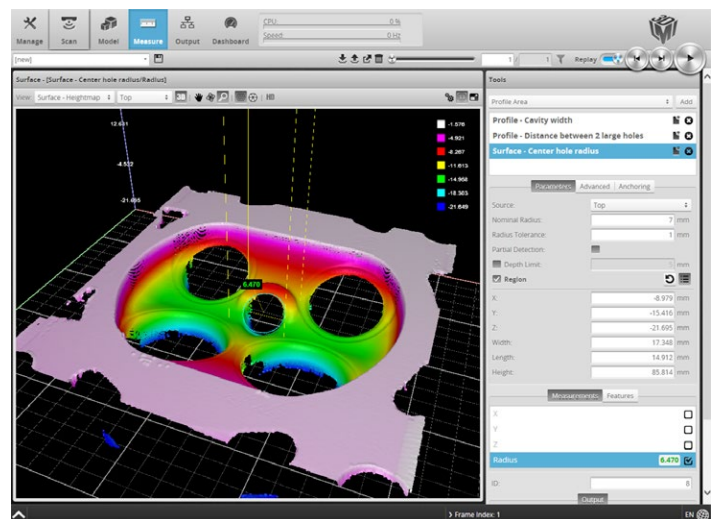 Manage
Scan
Model
Measure
Output
Dashboard
CPU: 0 %
Speed: 0 Hz
[new]
1
1
Replay
Surface - [Surface - Center hole radius/Radius]
View: Surface - Heightmap
Top
HD
12.631
-4.532
-21.695
6.470
-1.576
-4.921
-8.267
-11.613
-14.958
-18.303
-21.649
Tools
Profile Area
Add
Profile - Cavity width
Profile - Distance between 2 large holes
Surface - Center hole radius
Parameters
Advanced
Anchoring
Source: Top
Nominal Radius: 7 mm
Radius Tolerance: 1 mm
Partial Detection:
Depth Limit: 5 mm
Region
X: -8.979 mm
Y: -15.416 mm
Z: -21.695 mm
Width: 17.348 mm
Length: 14.912 mm
Height: 85.814 mm
Measurements
Features
X
Y
Z
Radius 6.470
ID: 6
Output
Frame Index: 1
EN